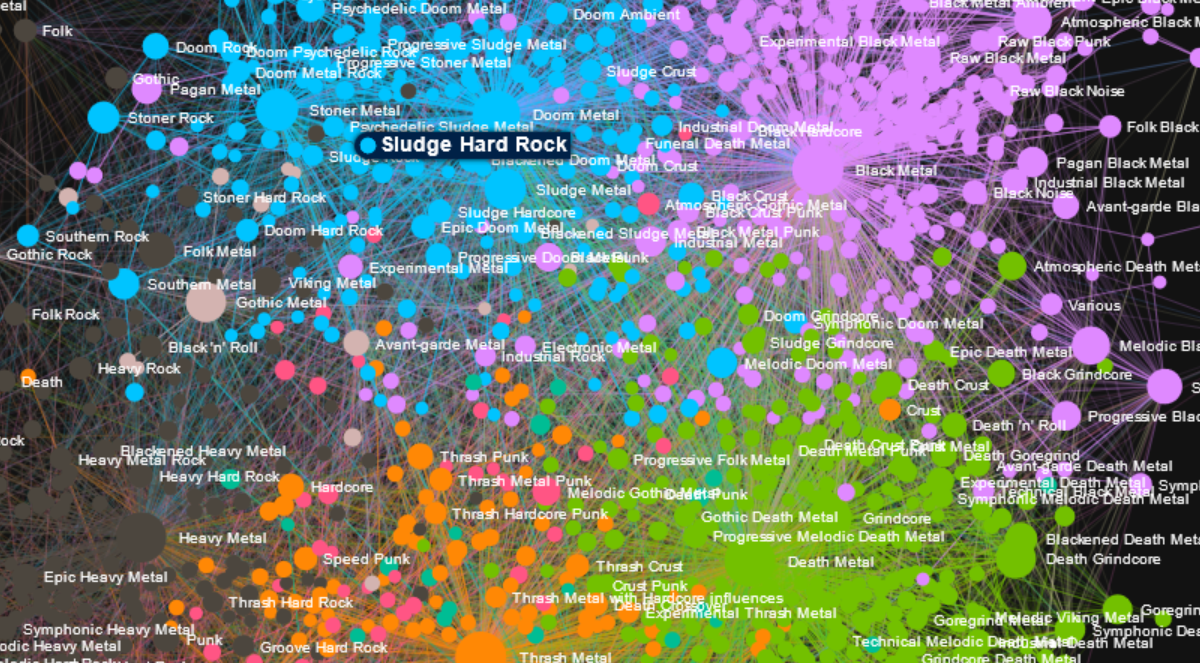 etal
Psychedelic Doom Metal
Doom Ambient
Black Metal Ambient
Epic Black Metal
Folk
Atmospheric Black M
Doom Rock
Doom Psychedelic Rock
Progressive Sludge Metal
Experimental Black Metal
Raw Black Punk
Progressive Stoner Metal
Raw Black Metal
Gothic
Doom Metal Rock
Sludge Crust
Pagan Metal
Raw Black Noise
Stoner Rock
Stoner Metal
Doom Metal
Psychedelic Sludge Metal
Industrial Doom Metal
Black Hardcore
Folk Black
Sludge Hard Rock
Funeral Death Metal
Sludge Rock
Blackened Doom Metal
Doom Crust
Black Metal
Pagan Black Metal
Industrial Black Metal
Sludge Metal
Stoner Hard Rock
Black Crust
Black Noise
Atmospheric Gothic Metal
Avant-garde Bla
Sludge Hardcore
Black Crust Punk
Southern Rock
Doom Hard Rock
Epic Doom Metal
Blackened Sludge Metal
Black Metal Punk
Industrial Metal
Gothic Rock
Folk Metal
Progressive Doom Metal
Black Punk
Experimental Metal
Atmospheric Death Met
Southern Metal
Viking Metal
Gothic Metal
Various
Folk Rock
Doom Grindcore
Symphonic Doom Metal
Black 'n' Roll
Avant-garde Metal
Electronic Metal
Sludge Grindcore
Epic Death Metal
Melodic Bla
Industrial Rock
Heavy Rock
Melodic Doom Metal
Black Grindcore
Death
Death Crust
S
Crust
Progressive Blac
Death 'n' Roll
ock
Blackened Heavy Metal
Death Crust Punk
Death Metal Punk
Metal
Heavy Metal Rock
Thrash Punk
Progressive Folk Metal
Death Goregrind
Avant-garde Death Metal
Heavy Hard Rock
Hardcore
Thrash Metal Punk
Experimental Death Metal
Symp
Melodic Gothic Metal
Death Punk
Technical Black Metal
Symphonic Melodic Death Metal
Thrash Hardcore Punk
Gothic Death Metal
Grindcore
Heavy Metal
Progressive Melodic Death Metal
Blackened Death Met
Speed Punk
Thrash Crust
Death Metal
Death Grindcore
Epic Heavy Metal
Crust Punk
Thrash Hard Rock
Thrash Metal with Hardcore influences
Death Crossover
Experimental Thrash Metal
Goregrin
Goregrind Metal
Melodic Viking Metal
Symphonic Heavy Metal
Symphonic Dea
Punk
odic Heavy Metal
Groove Hard Rock
Technical Melodic Death Metal
Thrash Metal
Grindcore Death Metal